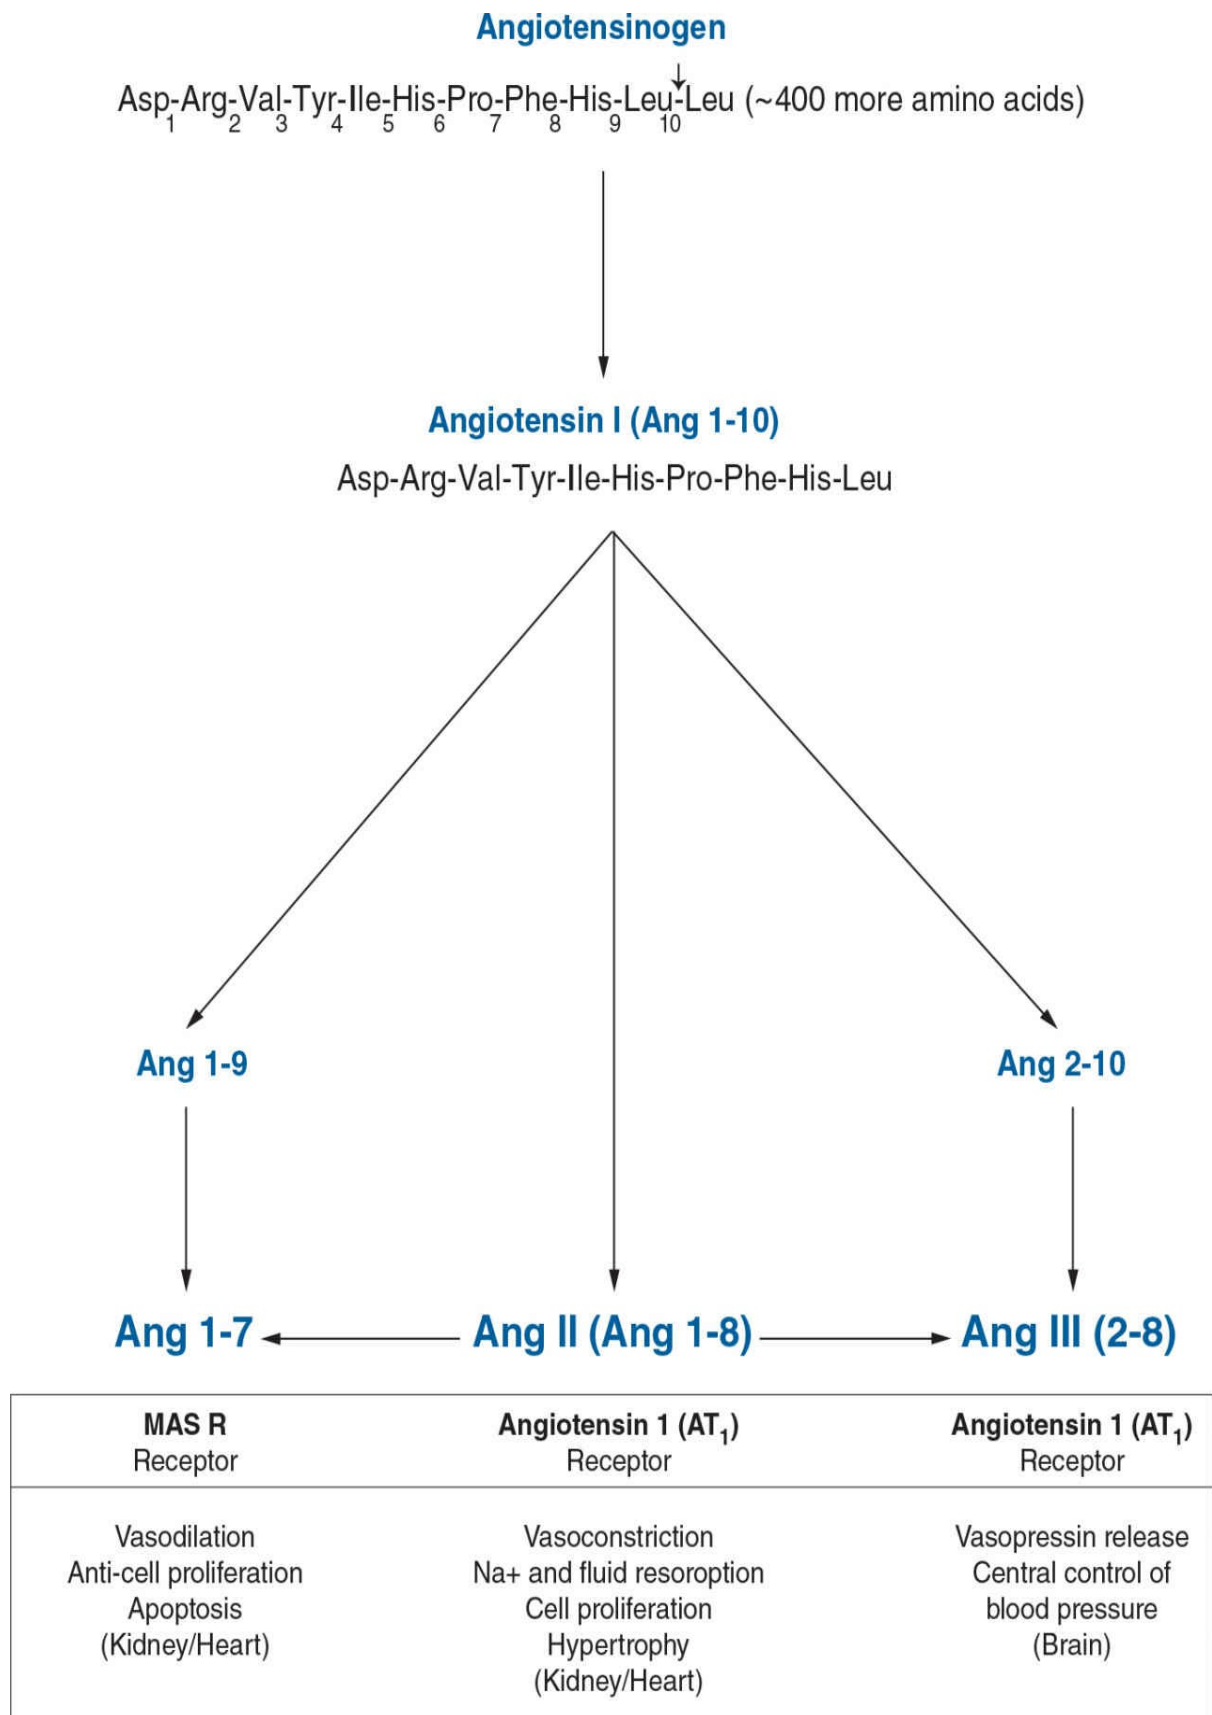 Angiotensinogen
Asp-Arg-Val-Tyr-Ile-His-Pro-Phe-His-Leu-Leu (~400 more amino acids)
1 2 3 4 5 6 7 8 9 10
Angiotensin I (Ang 1-10)
Asp-Arg-Val-Tyr-Ile-His-Pro-Phe-His-Leu
Ang 1-9
Ang 2-10
Ang 1-7
Ang II (Ang 1-8)
Ang III (2-8)
MAS R
Receptor
Angiotensin 1 (AT1)
Receptor
Angiotensin 1 (AT1)
Receptor
Vasodilation
Anti-cell proliferation
Apoptosis
(Kidney/Heart)
Vasoconstriction
Na+ and fluid resoroption
Cell proliferation
Hypertrophy
(Kidney/Heart)
Vasopressin release
Central control of
blood pressure
(Brain)